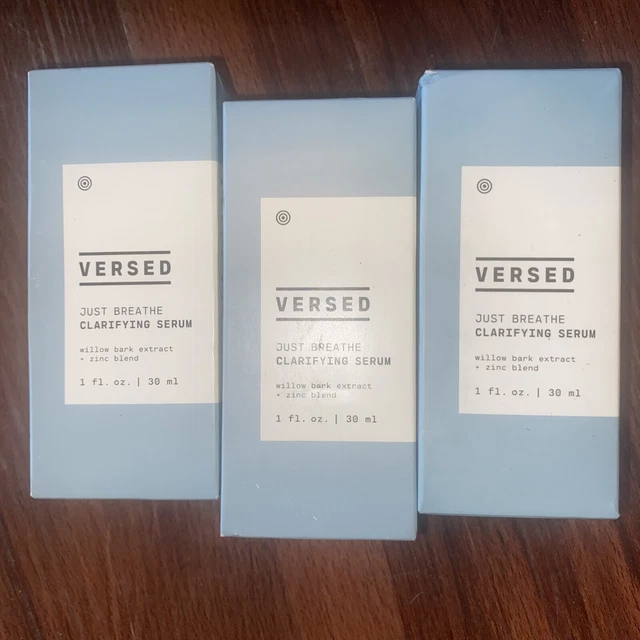 VERSED
JUST BREATHE
CLARIFYING SERUM
willow bark extract
+ zinc blend
1 fl. oz. | 30 ml
VERSED
JUST BREATHE
CLARIFYING SERUM
willow bark extract
+ zinc blend
1 fl. oz. | 30 ml
VERSED
JUST BREATHE
CLARIFYING SERUM
willow bark extract
+ zinc blend
1 fl. oz. | 30 ml